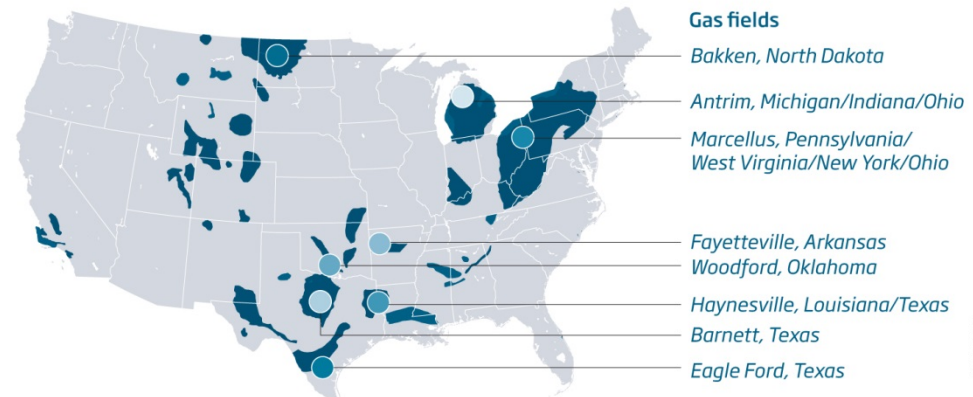 Gas fields
Bakken, North Dakota
Antrim, Michigan/Indiana/Ohio
Marcellus, Pennsylvania/
West Virginia/New York/Ohio
Fayetteville, Arkansas
Woodford, Oklahoma
Haynesville, Louisiana/Texas
Barnett, Texas
Eagle Ford, Texas